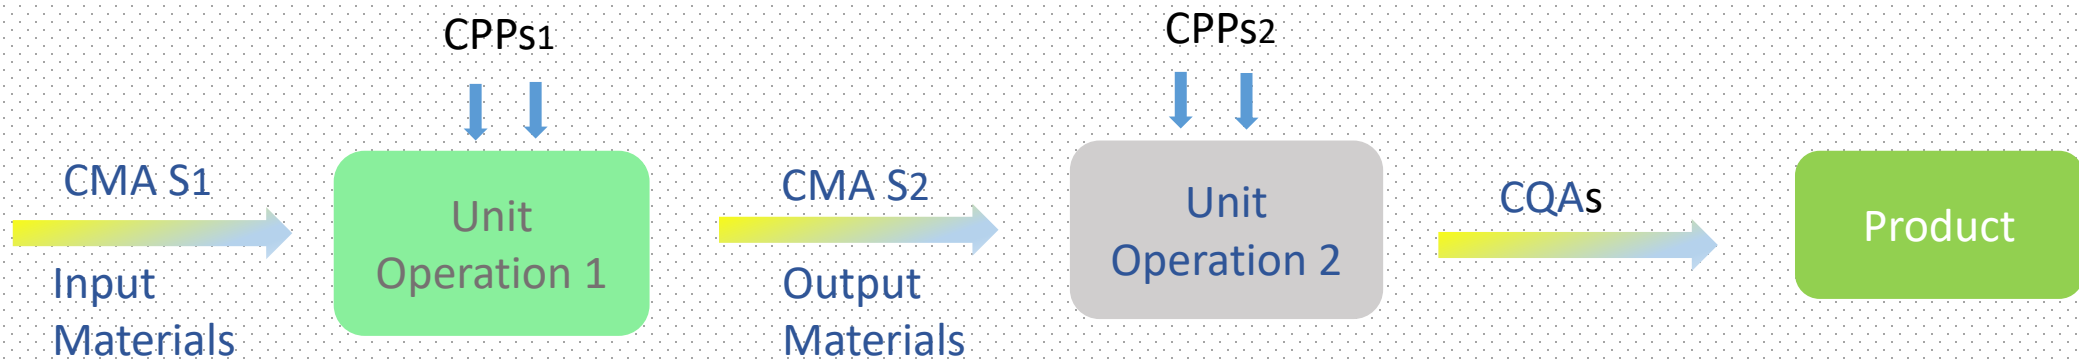 CPPs1
CPPs2
CMA S1
Input
Materials
Unit
Operation 1
CMA S2
Output
Materials
Unit
Operation 2
CQAs
Product